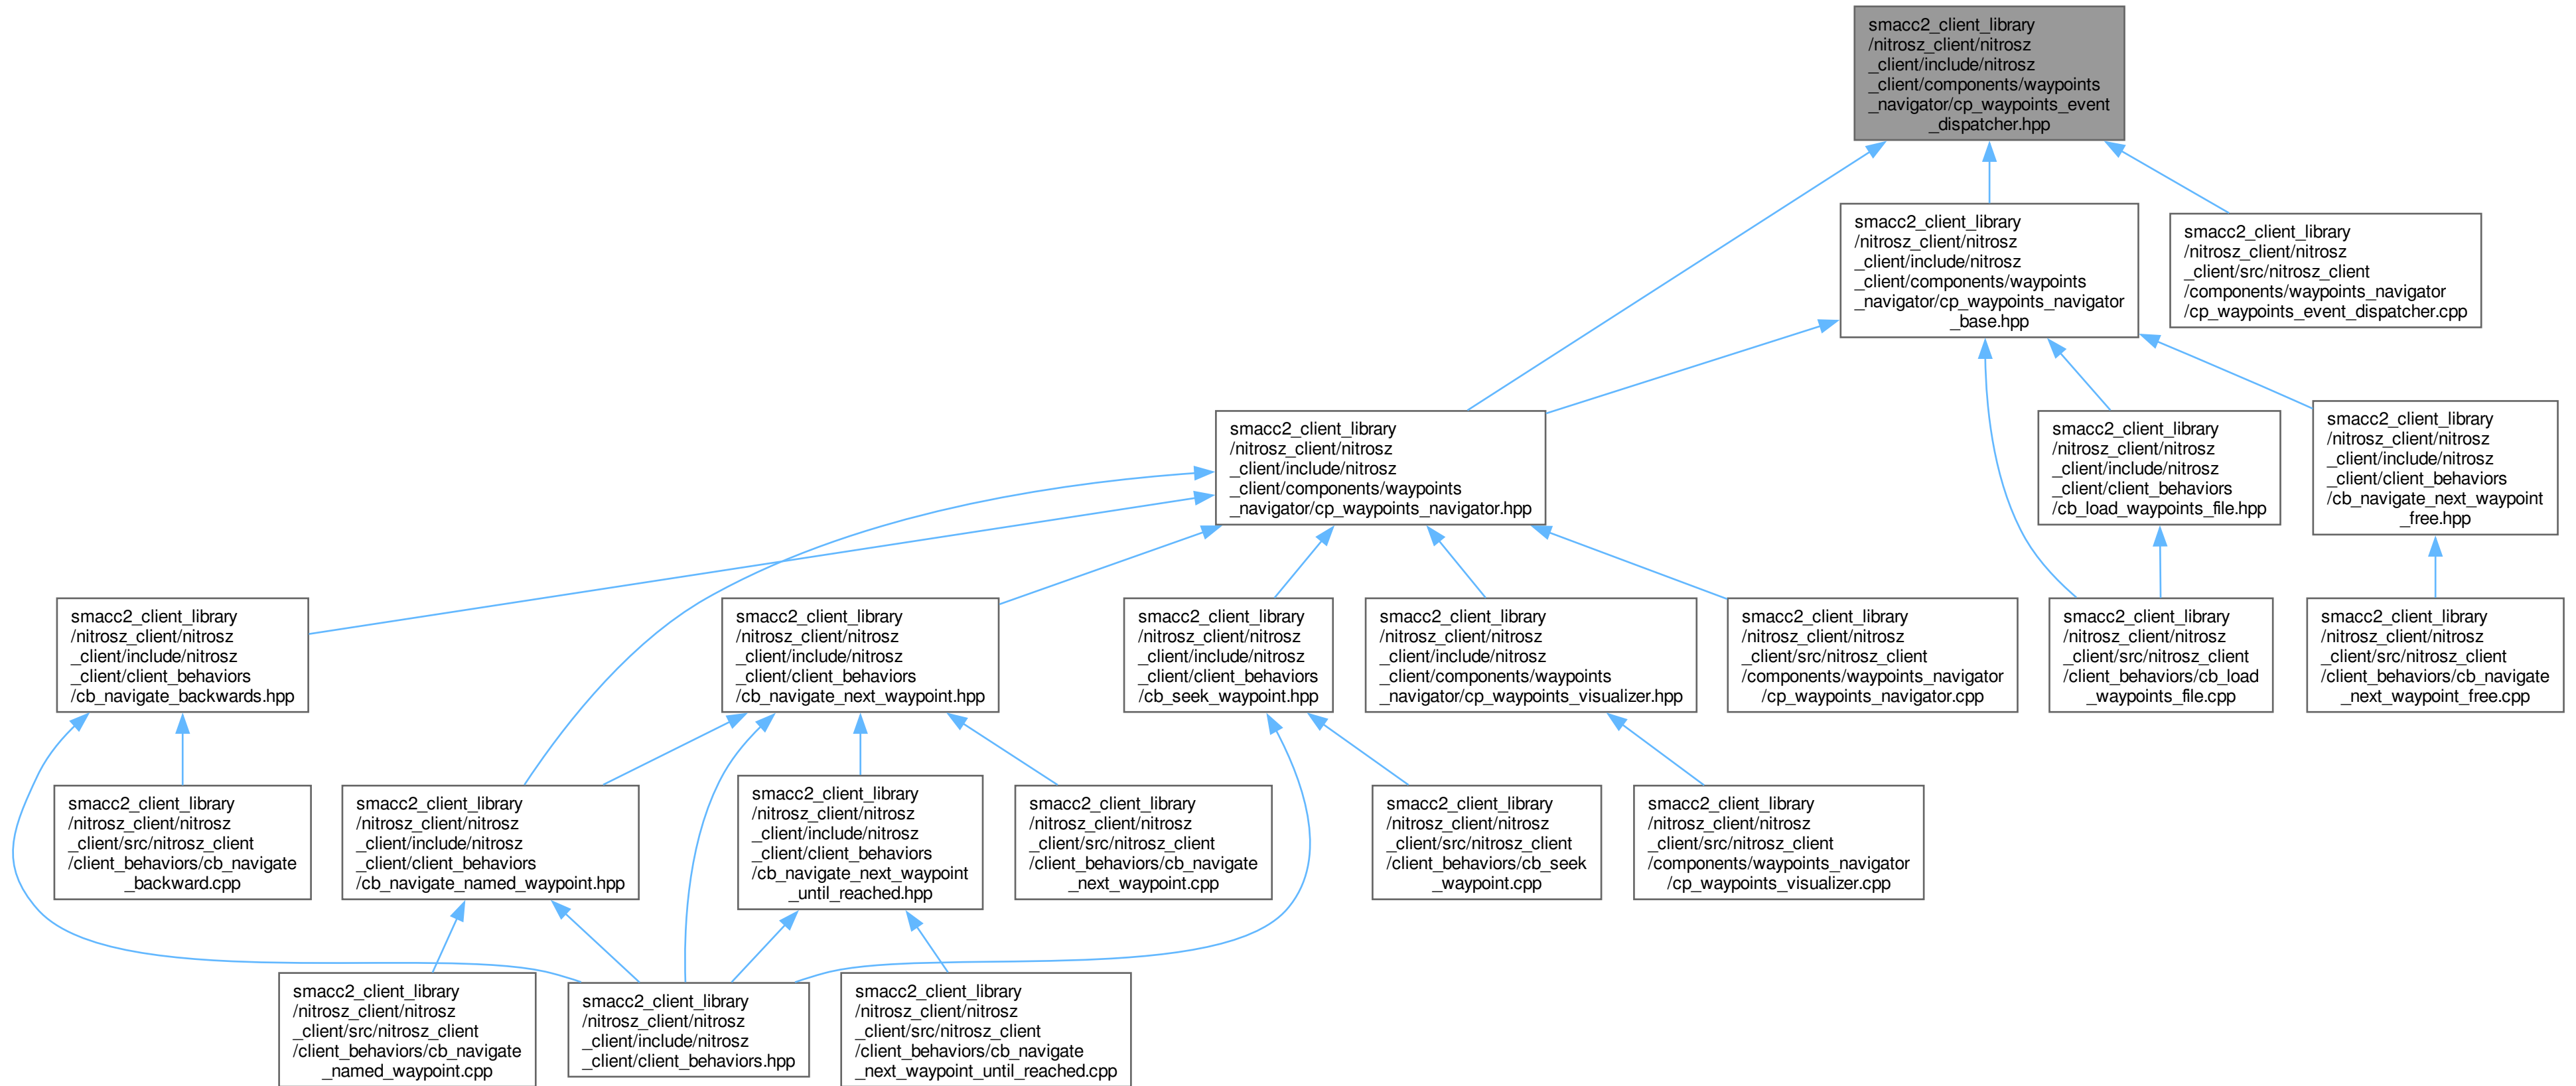 smacc2_client_library
/nitrosz_client/nitrosz
_client/include/nitrosz
_client/components/waypoints
_navigator/cp_waypoints_event
_dispatcher.hpp
smacc2_client_library
/nitrosz_client/nitrosz
_client/include/nitrosz
_client/components/waypoints
_navigator/cp_waypoints_navigator
_base.hpp
smacc2_client_library
/nitrosz_client/nitrosz
_client/src/nitrosz_client
/components/waypoints_navigator
/cp_waypoints_event_dispatcher.cpp
smacc2_client_library
/nitrosz_client/nitrosz
_client/include/nitrosz
_client/components/waypoints
_navigator/cp_waypoints_navigator.hpp
smacc2_client_library
/nitrosz_client/nitrosz
_client/include/nitrosz
_client/client_behaviors
/cb_load_waypoints_file.hpp
smacc2_client_library
/nitrosz_client/nitrosz
_client/include/nitrosz
_client/client_behaviors
/cb_navigate_next_waypoint
_free.hpp
smacc2_client_library
/nitrosz_client/nitrosz
_client/include/nitrosz
_client/client_behaviors
/cb_navigate_backwards.hpp
smacc2_client_library
/nitrosz_client/nitrosz
_client/include/nitrosz
_client/client_behaviors
/cb_navigate_next_waypoint.hpp
smacc2_client_library
/nitrosz_client/nitrosz
_client/include/nitrosz
_client/client_behaviors
/cb_seek_waypoint.hpp
smacc2_client_library
/nitrosz_client/nitrosz
_client/include/nitrosz
_client/components/waypoints
_navigator/cp_waypoints_visualizer.hpp
smacc2_client_library
/nitrosz_client/nitrosz
_client/src/nitrosz_client
/components/waypoints_navigator
/cp_waypoints_navigator.cpp
smacc2_client_library
/nitrosz_client/nitrosz
_client/src/nitrosz_client
/client_behaviors/cb_load
_waypoints_file.cpp
smacc2_client_library
/nitrosz_client/nitrosz
_client/src/nitrosz_client
/client_behaviors/cb_navigate
_next_waypoint_free.cpp
smacc2_client_library
/nitrosz_client/nitrosz
_client/src/nitrosz_client
/client_behaviors/cb_navigate
_backward.cpp
smacc2_client_library
/nitrosz_client/nitrosz
_client/include/nitrosz
_client/client_behaviors
/cb_navigate_named_waypoint.hpp
smacc2_client_library
/nitrosz_client/nitrosz
_client/include/nitrosz
_client/client_behaviors
/cb_navigate_next_waypoint
_until_reached.hpp
smacc2_client_library
/nitrosz_client/nitrosz
_client/src/nitrosz_client
/client_behaviors/cb_navigate
_next_waypoint.cpp
smacc2_client_library
/nitrosz_client/nitrosz
_client/src/nitrosz_client
/client_behaviors/cb_seek
_waypoint.cpp
smacc2_client_library
/nitrosz_client/nitrosz
_client/src/nitrosz_client
/components/waypoints_navigator
/cp_waypoints_visualizer.cpp
smacc2_client_library
/nitrosz_client/nitrosz
_client/src/nitrosz_client
/client_behaviors/cb_navigate
_named_waypoint.cpp
smacc2_client_library
/nitrosz_client/nitrosz
_client/include/nitrosz
_client/client_behaviors.hpp
smacc2_client_library
/nitrosz_client/nitrosz
_client/src/nitrosz_client
/client_behaviors/cb_navigate
_next_waypoint_until_reached.cpp